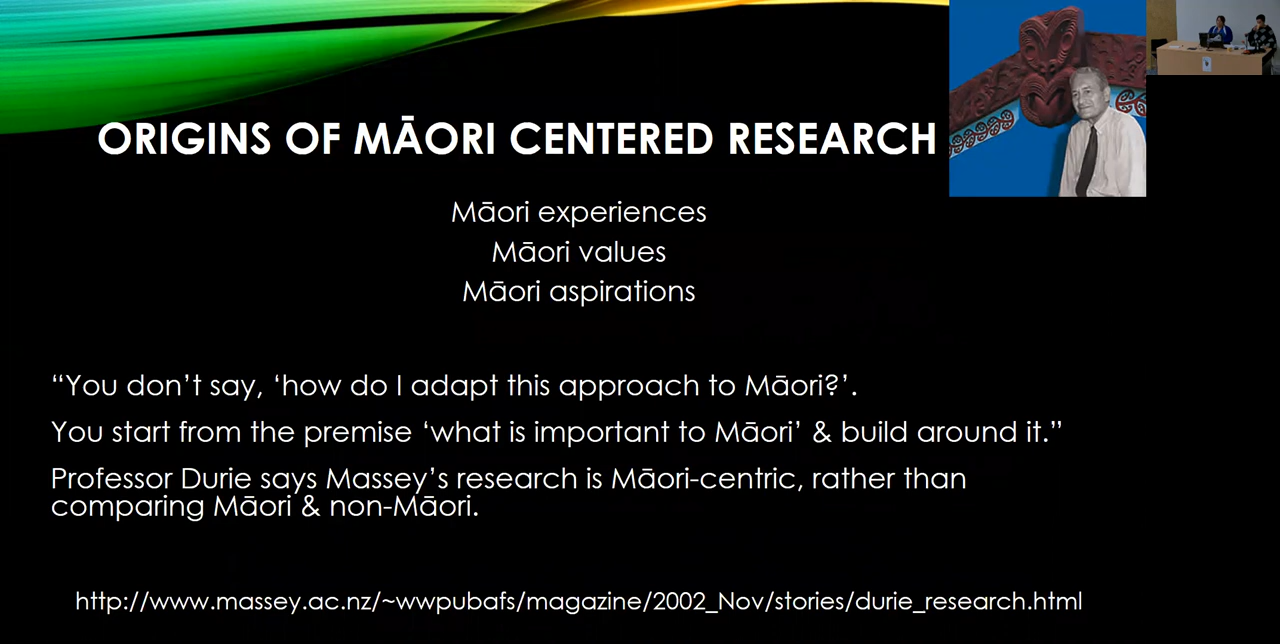 ORIGINS OF MĀORI CENTERED RESEARCH
Māori experiences
Māori values
Māori aspirations
“You don’t say, ‘how do I adapt this approach to Māori?’.
You start from the premise ‘what is important to Māori’ & build around it.”
Professor Durie says Massey’s research is Māori-centric, rather than
comparing Māori & non-Māori.
http://www.massey.ac.nz/~wwpubafs/magazine/2002_Nov/stories/durie_research.html